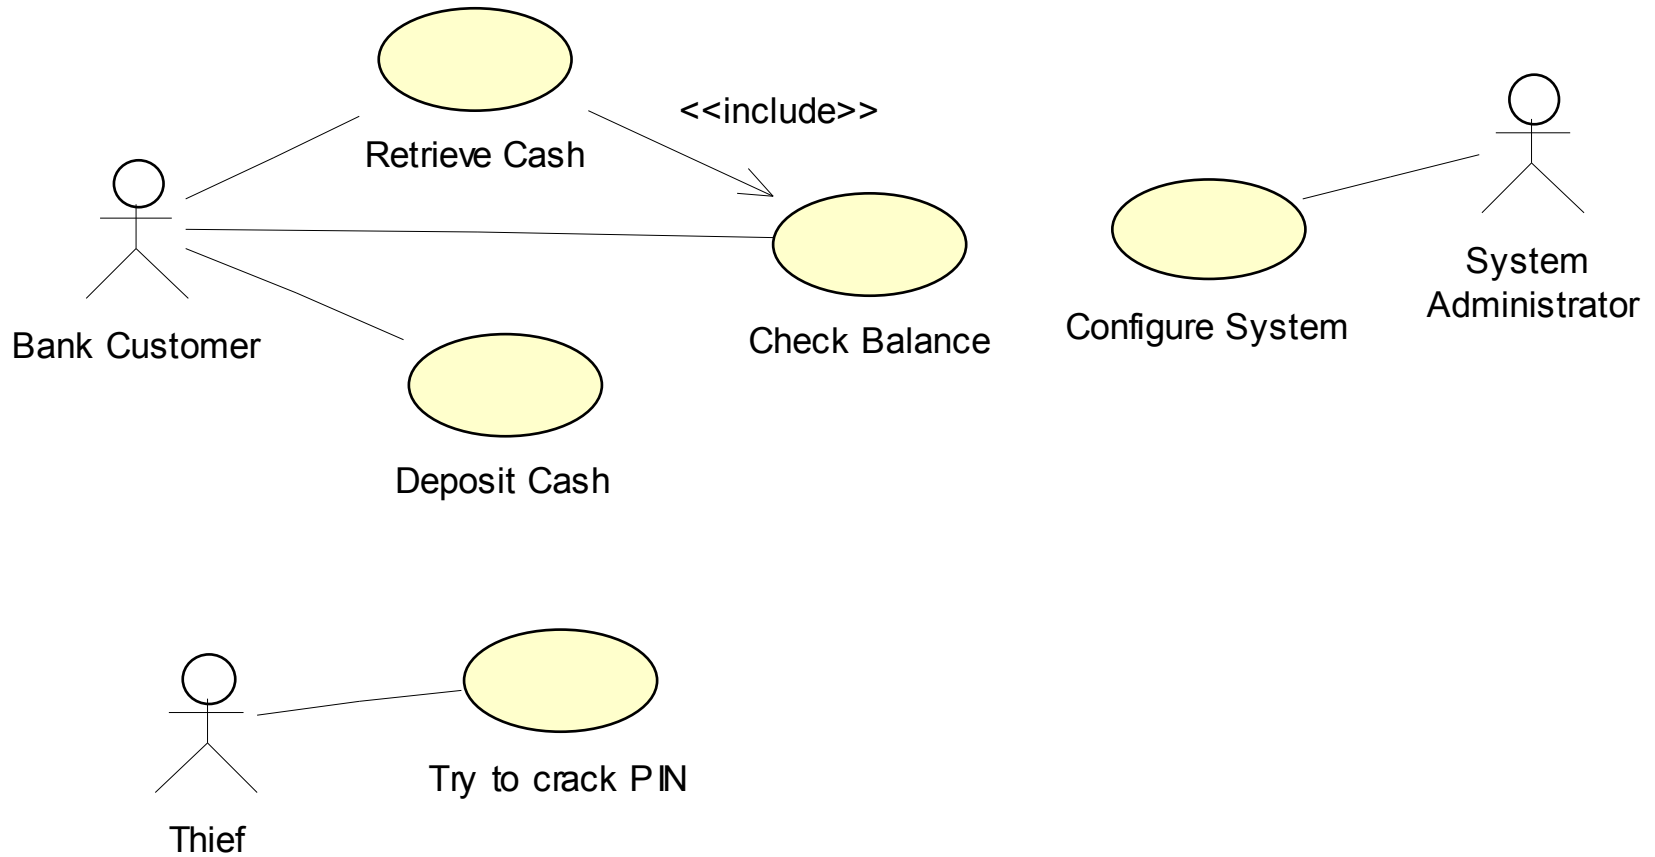 <<include>>
Retrieve Cash
System
Administrator
Bank Customer
Check Balance
Configure System
Deposit Cash
Try to crack PIN
Thief